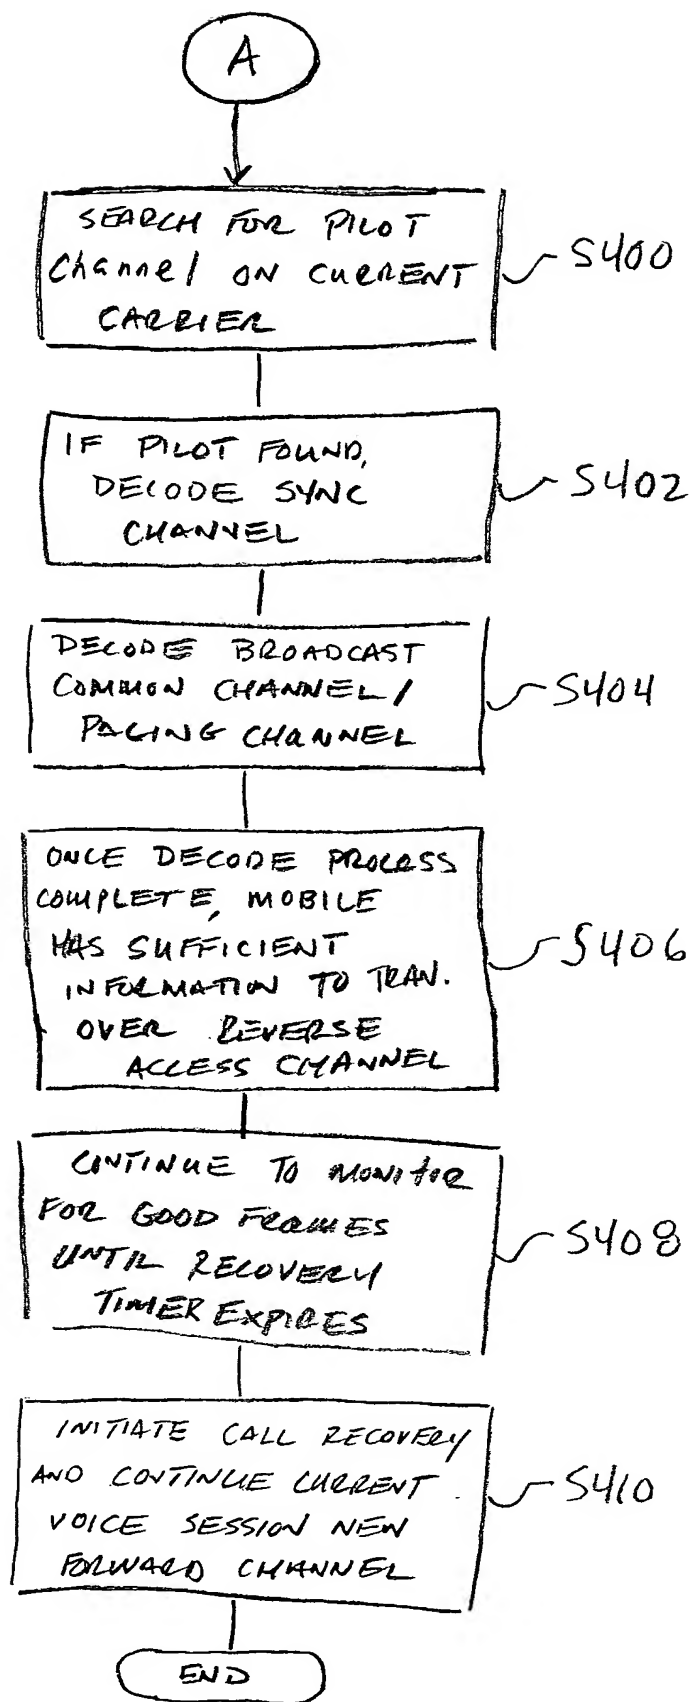 A
SEARCH FOR PILOT
Channel ON CURRENT
CARRIER
S400
IF PILOT FOUND,
DECODE SYNC
CHANNEL
S402
DECODE BROADCAST
COMMON CHANNEL/
PAGING CHANNEL
S404
ONCE DECODE PROCESS
COMPLETE, MOBILE
HAS SUFFICIENT
INFORMATION TO TRAN.
OVER REVERSE
ACCESS CHANNEL
S406
CONTINUE TO MONITOR
FOR GOOD FRAMES
UNTIL RECOVERY
TIMER EXPIRES
S408
INITIATE CALL RECOVERY
AND CONTINUE CURRENT
VOICE SESSION NEW
FORWARD CHANNEL
S410
END